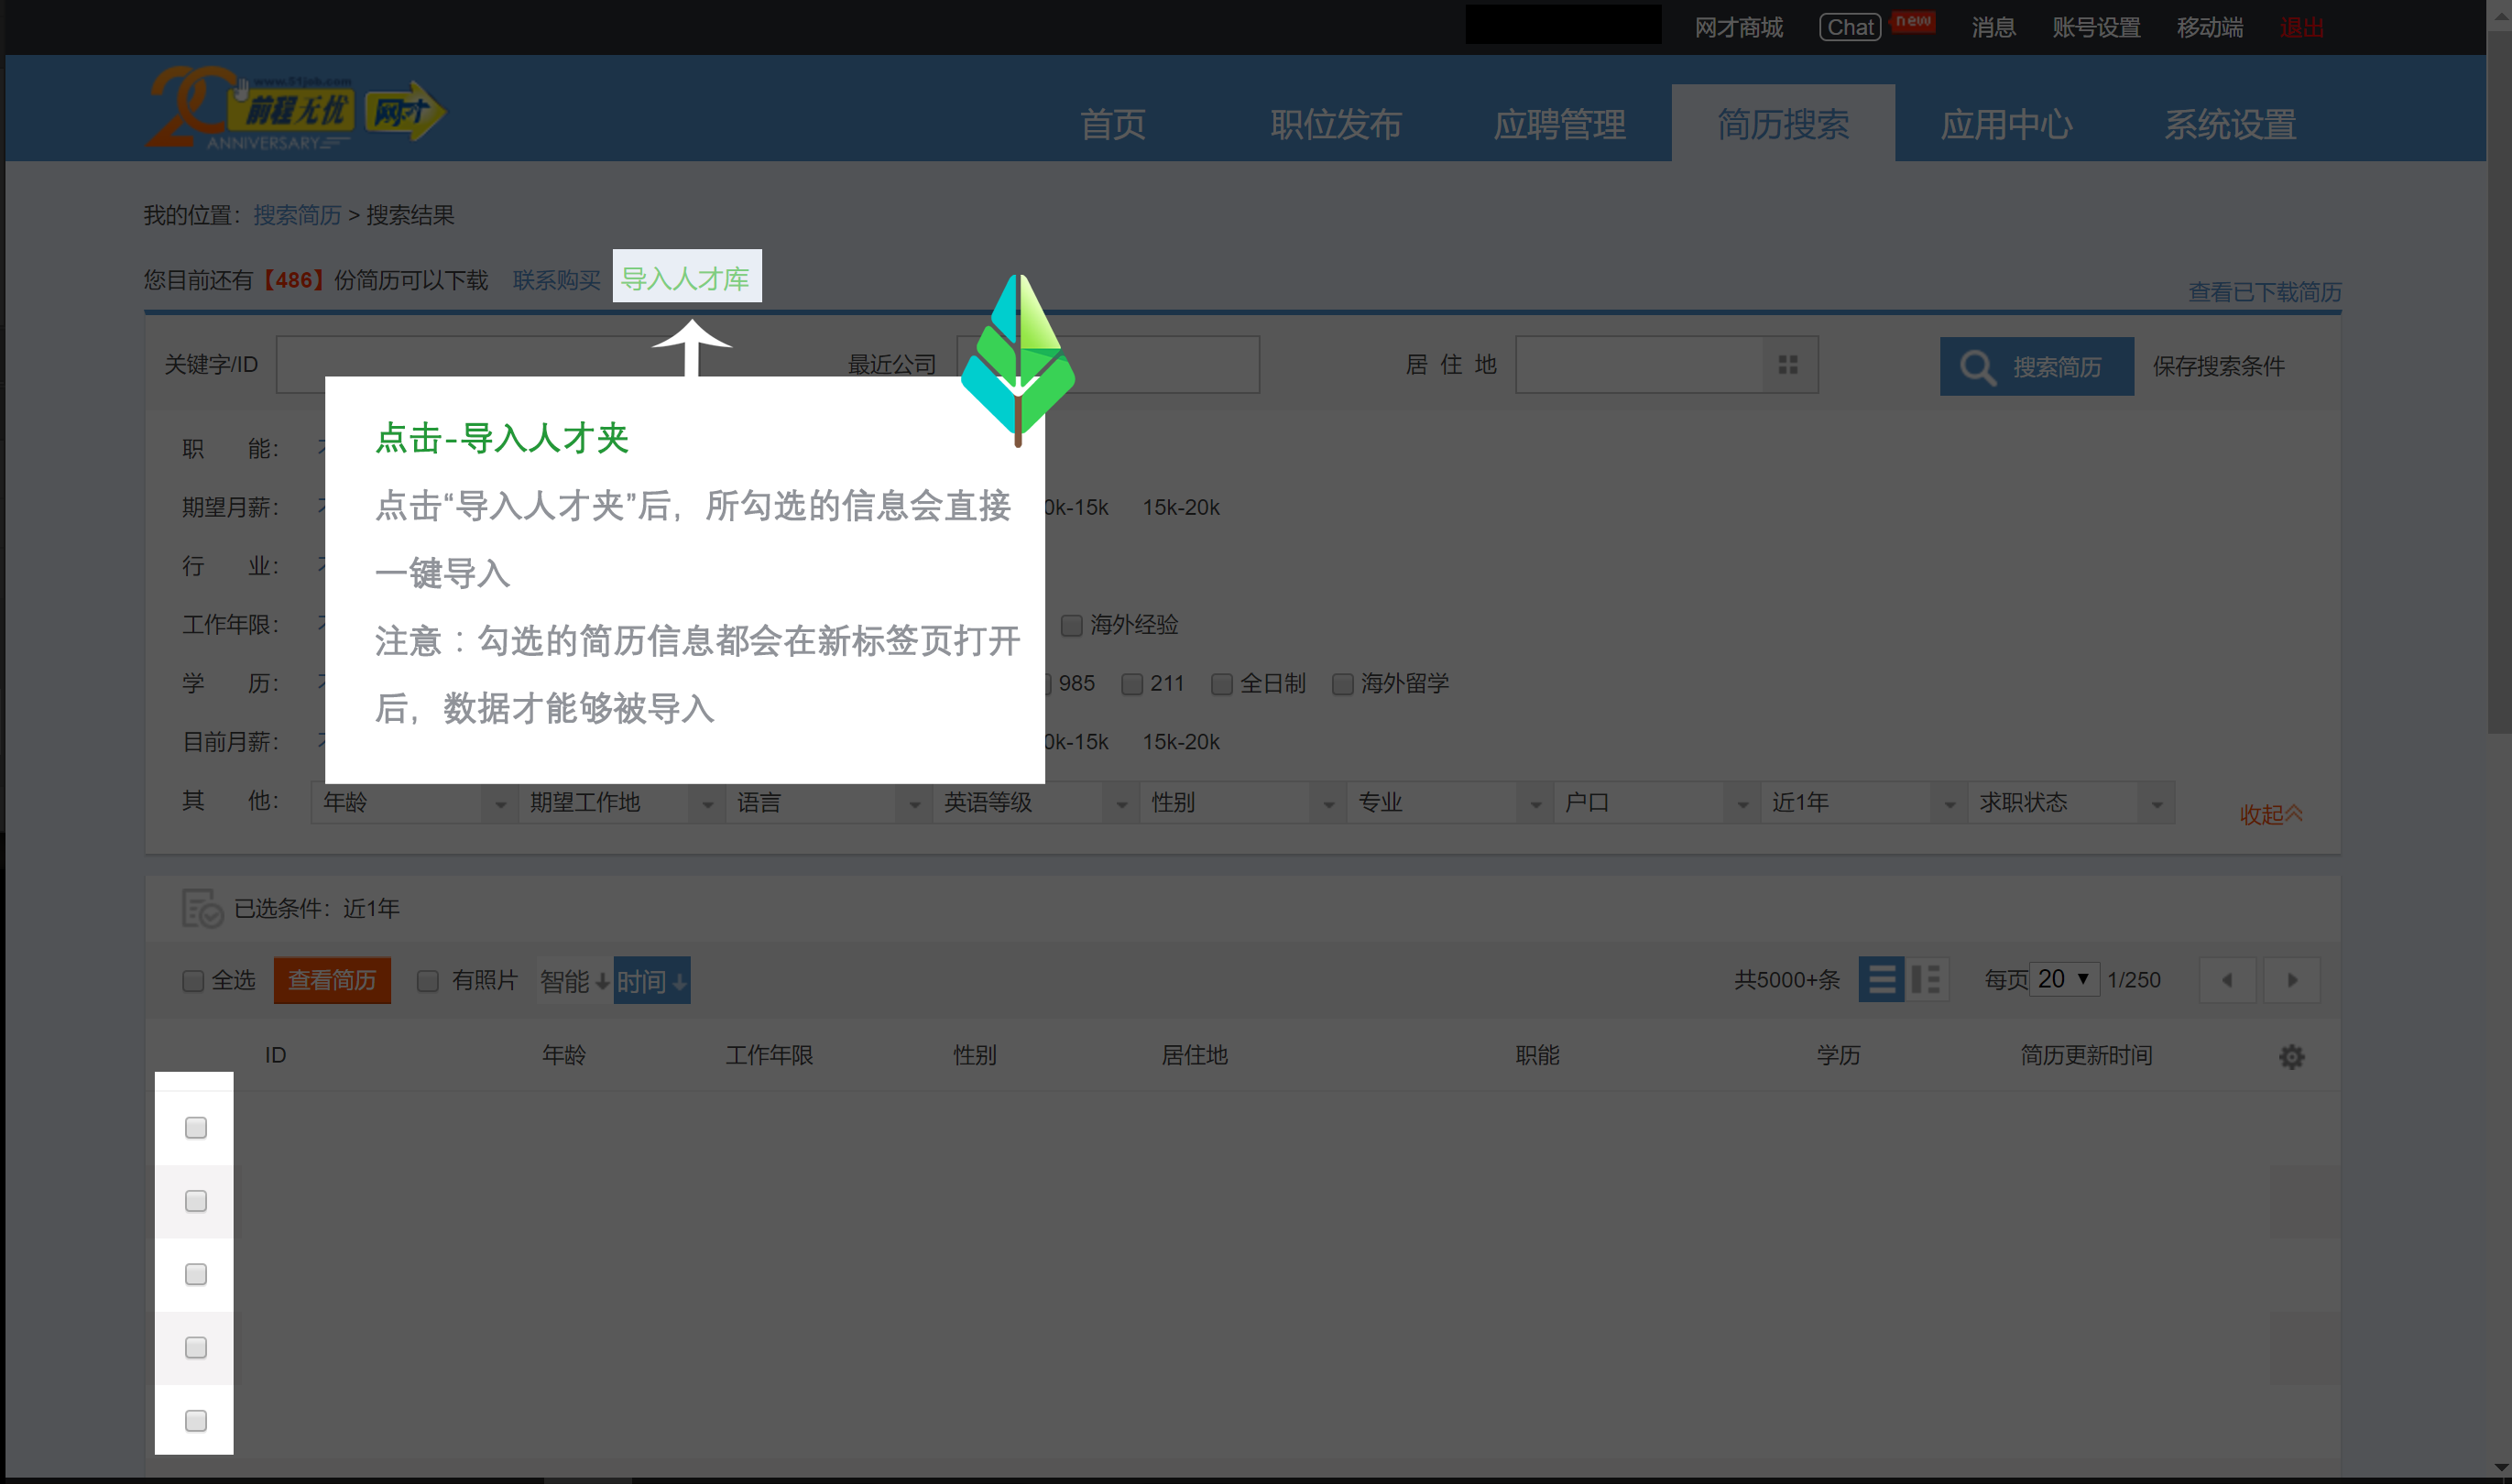 网才商城 Chat new 消息 账号设置 移动端 退出
www.51job.com
20 前程无忧 网才
ANNIVERSARY
首页 职位发布 应聘管理 简历搜索 应用中心 系统设置
我的位置：搜索简历 > 搜索结果
您目前还有【486】份简历可以下载 联系购买 导入人才库
查看已下载简历
关键字/ID 最近公司 居住地 搜索简历 保存搜索条件
点击-导入人才夹
点击“导入人才夹”后，所勾选的信息会直接
一键导入
注意：勾选的简历信息都会在新标签页打开
后，数据才能够被导入
职 能：
期望月薪： 0k-15k 15k-20k
行 业：
工作年限： 海外经验
学 历： 985 211 全日制 海外留学
目前月薪： 0k-15k 15k-20k
其 他： 年龄 期望工作地 语言 英语等级 性别 专业 户口 近1年 求职状态 收起
已选条件：近1年
全选 查看简历 有照片 智能 时间 共5000+条 每页 20 1/250
ID 年龄 工作年限 性别 居住地 职能 学历 简历更新时间